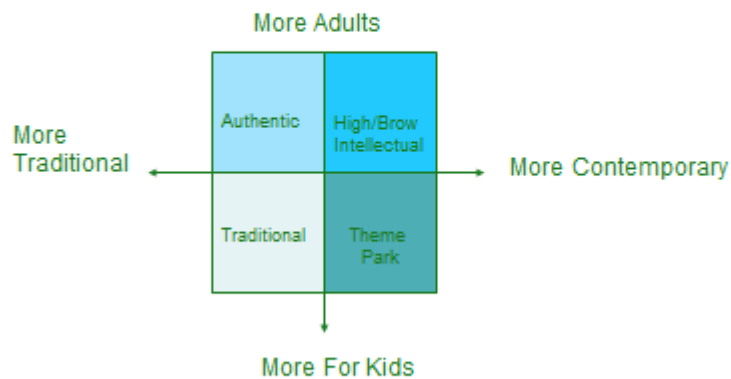 More Adults
Authentic
High/Brow
Intellectual
More
Traditional
More Contemporary
Traditional
Theme
Park
More For Kids